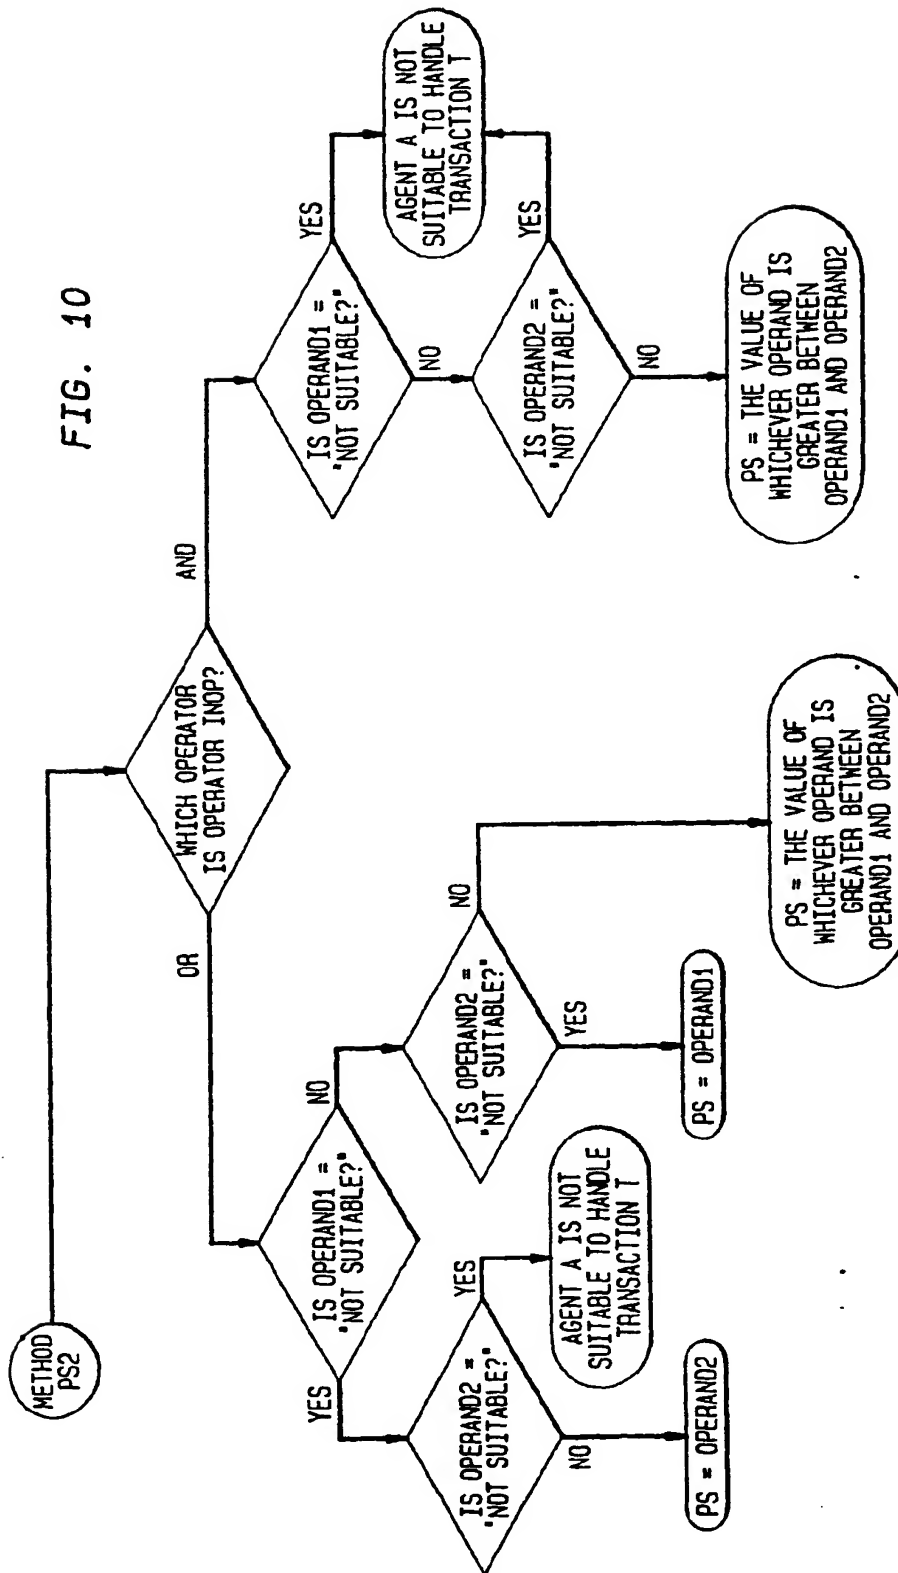 FIG. 10
METHOD
PS2
WHICH OPERATOR
IS OPERATOR INOP?
OR
AND
IS OPERAND1 =
"NOT SUITABLE?"
YES
NO
IS OPERAND2 =
"NOT SUITABLE?"
YES
NO
AGENT A IS NOT
SUITABLE TO HANDLE
TRANSACTION T
PS = OPERAND2
IS OPERAND2 =
"NOT SUITABLE?"
YES
NO
PS = OPERAND1
PS = THE VALUE OF
WHICHEVER OPERAND IS
GREATER BETWEEN
OPERAND1 AND OPERAND2
IS OPERAND1 =
"NOT SUITABLE?"
YES
NO
IS OPERAND2 =
"NOT SUITABLE?"
YES
NO
AGENT A IS NOT
SUITABLE TO HANDLE
TRANSACTION T
PS = THE VALUE OF
WHICHEVER OPERAND IS
GREATER BETWEEN
OPERAND1 AND OPERAND2